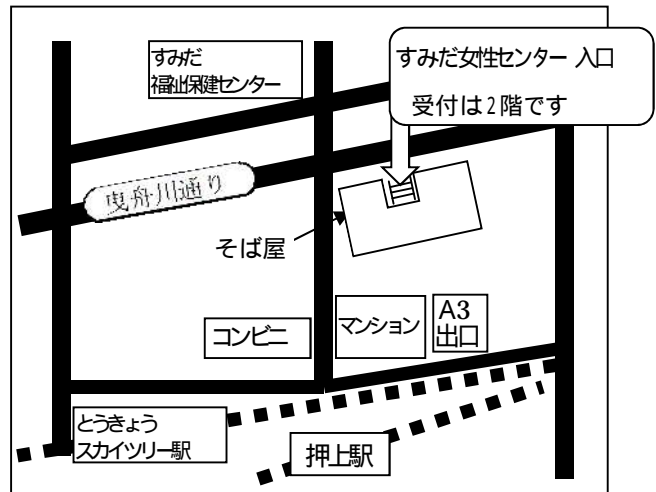 すみだ
福祉保健センター
すみだ女性センター 入口
受付は2階です
曳舟川通り
そば屋
コンビニ
マンション
A3
出口
とうきょう
スカイツリー駅
押上駅